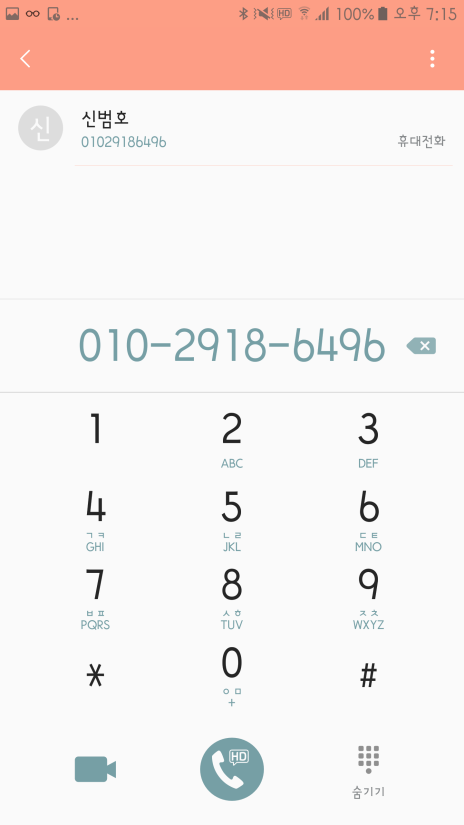 ... HD 100% 오후 7:15
신 신범호
01029186496 휴대전화
010-2918-6496
1 2 3
ABC DEF
4 5 6
ㄱㅋ ㄴㄹ ㄷㅌ
GHI JKL MNO
7 8 9
ㅂㅍ ㅅㅎ ㅈㅊ
PQRS TUV WXYZ
* 0 #
ㅇㅁ
+
HD
숨기기